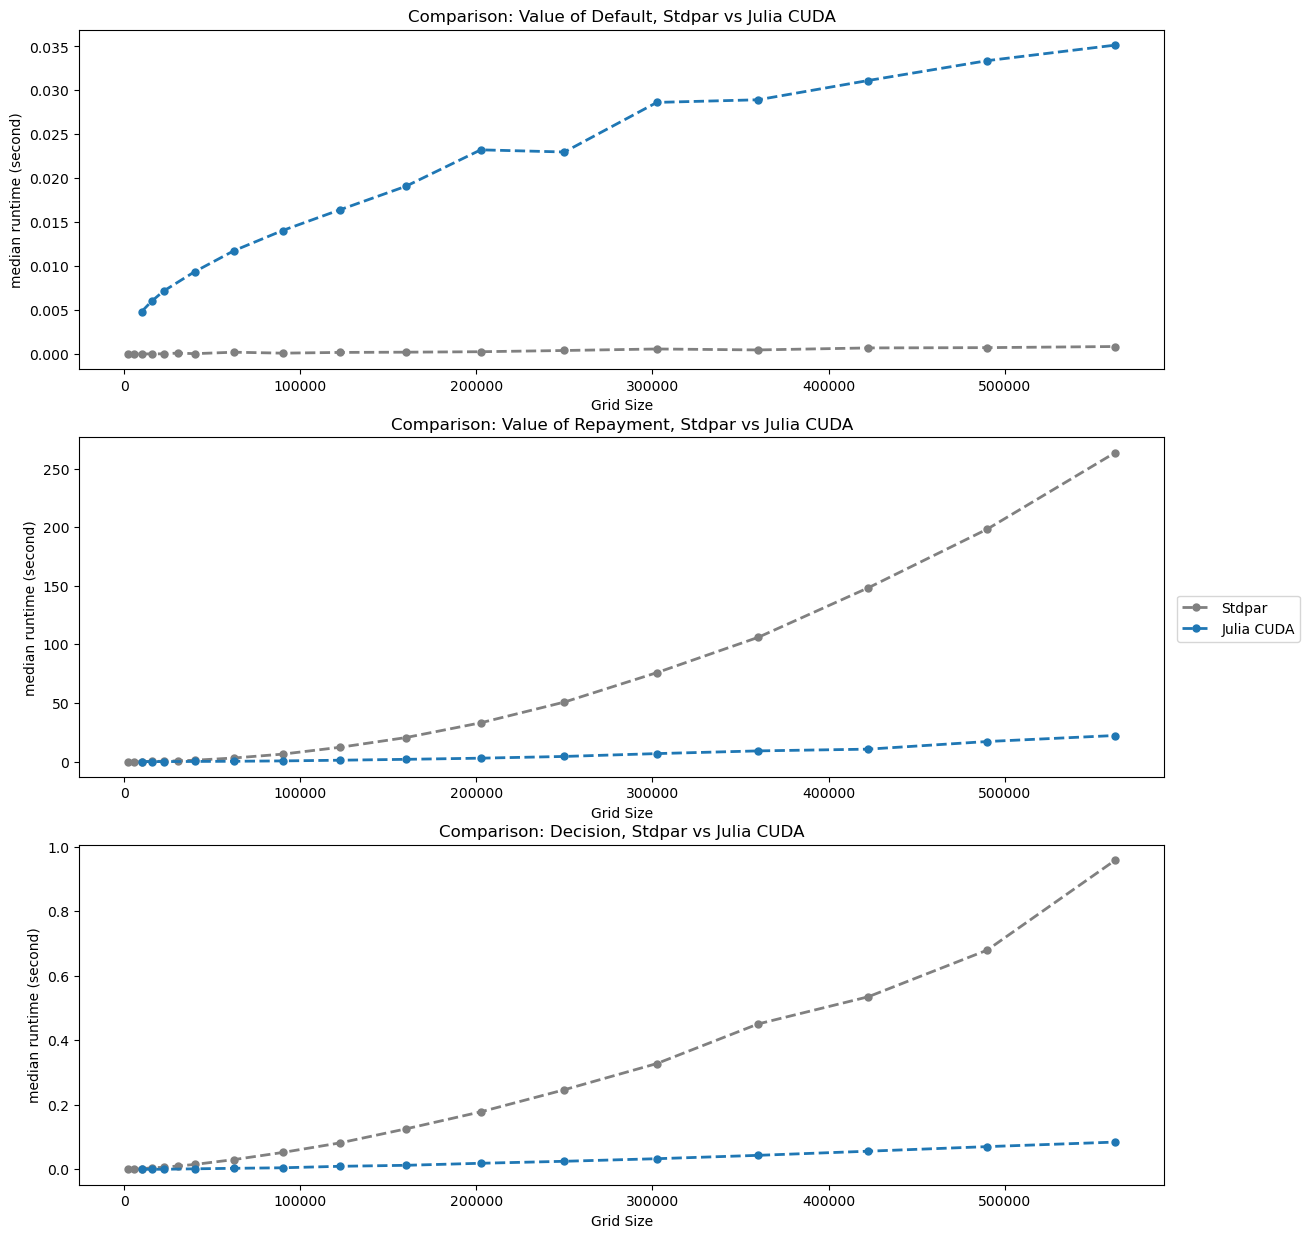 Comparison: Value of Default, Stdpar vs Julia CUDA
median runtime (second)
0.035
0.030
0.025
0.020
0.015
0.010
0.005
0.000
0 100000 200000 300000 400000 500000
Grid Size
Comparison: Value of Repayment, Stdpar vs Julia CUDA
median runtime (second)
250
200
150
100
50
0
0 100000 200000 300000 400000 500000
Grid Size
Stdpar
Julia CUDA
Comparison: Decision, Stdpar vs Julia CUDA
median runtime (second)
1.0
0.8
0.6
0.4
0.2
0.0
0 100000 200000 300000 400000 500000
Grid Size